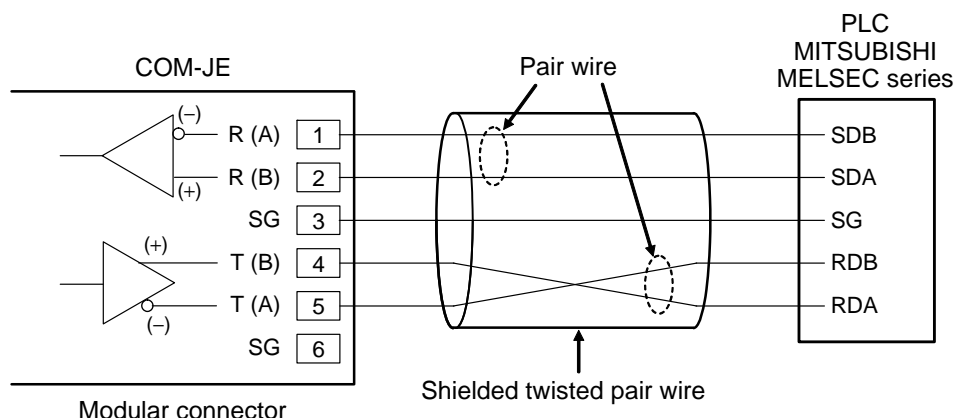 PLC
MITSUBISHI
MELSEC series
COM-JE
Pair wire
(–)
R (A) 1 SDB
R (B) 2 SDA
(+)
SG 3 SG
(+)
T (B) 4 RDB
T (A) 5 RDA
(–)
SG 6
Shielded twisted pair wire
Modular connector